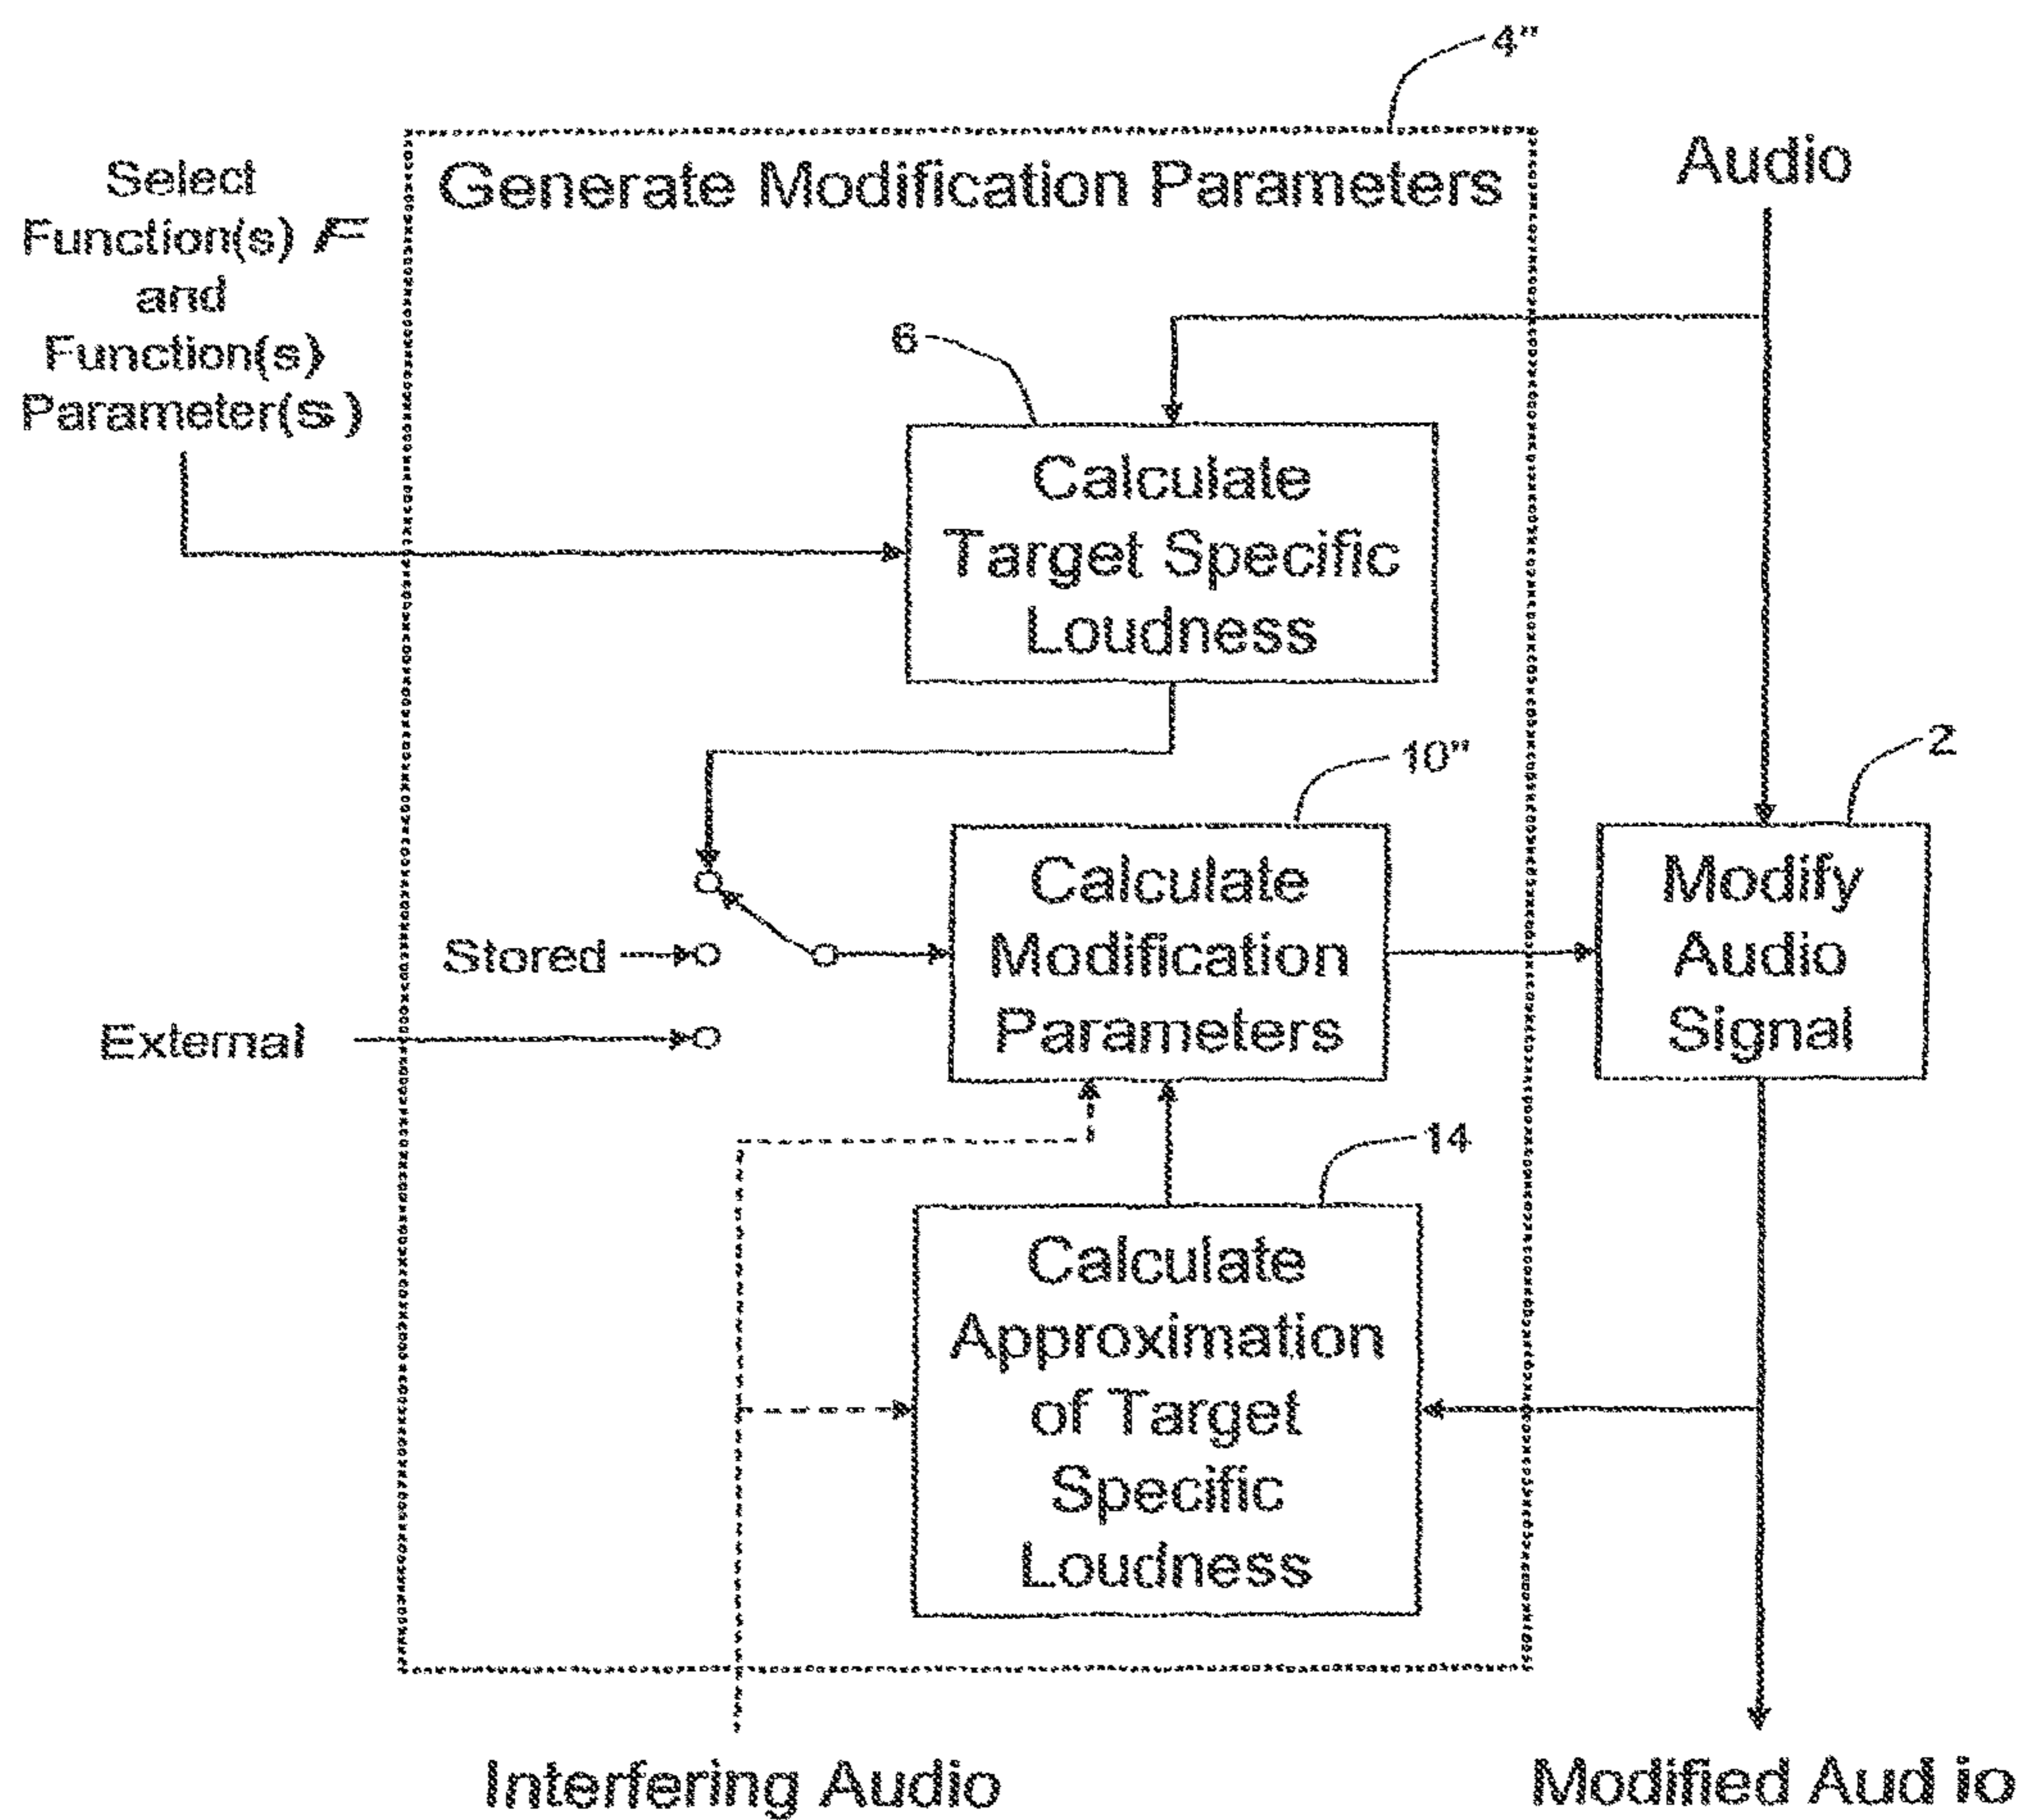 4"
Select
Function(s) F
and
Function(s)
Parameter(s)
Generate Modification Parameters
Audio
6
Calculate
Target Specific
Loudness
10"
2
Calculate
Modification
Parameters
Modify
Audio
Signal
Stored
External
14
Calculate
Approximation
of Target
Specific
Loudness
Interfering Audio
Modified Aud io